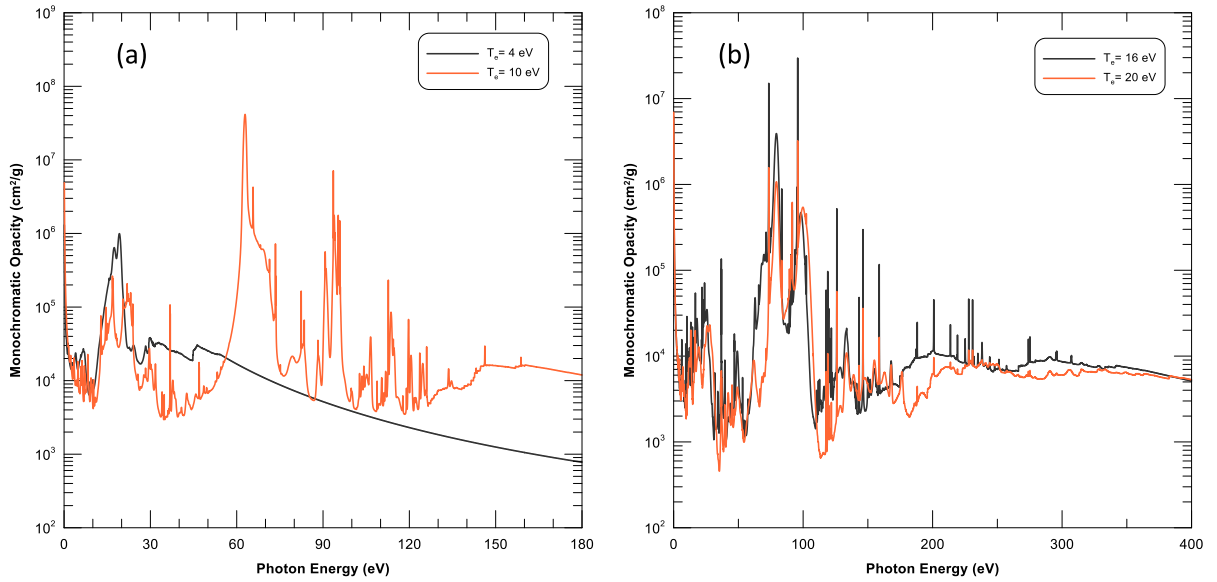 (a)
Tₑ= 4 eV
Tₑ= 10 eV
10⁹
10⁸
10⁷
10⁶
10⁵
10⁴
10³
10²
Monochromatic Opacity (cm²/g)
0 30 60 90 120 150 180
Photon Energy (eV)
(b)
Tₑ= 16 eV
Tₑ= 20 eV
10⁸
10⁷
10⁶
10⁵
10⁴
10³
10²
Monochromatic Opacity (cm²/g)
0 100 200 300 400
Photon Energy (eV)